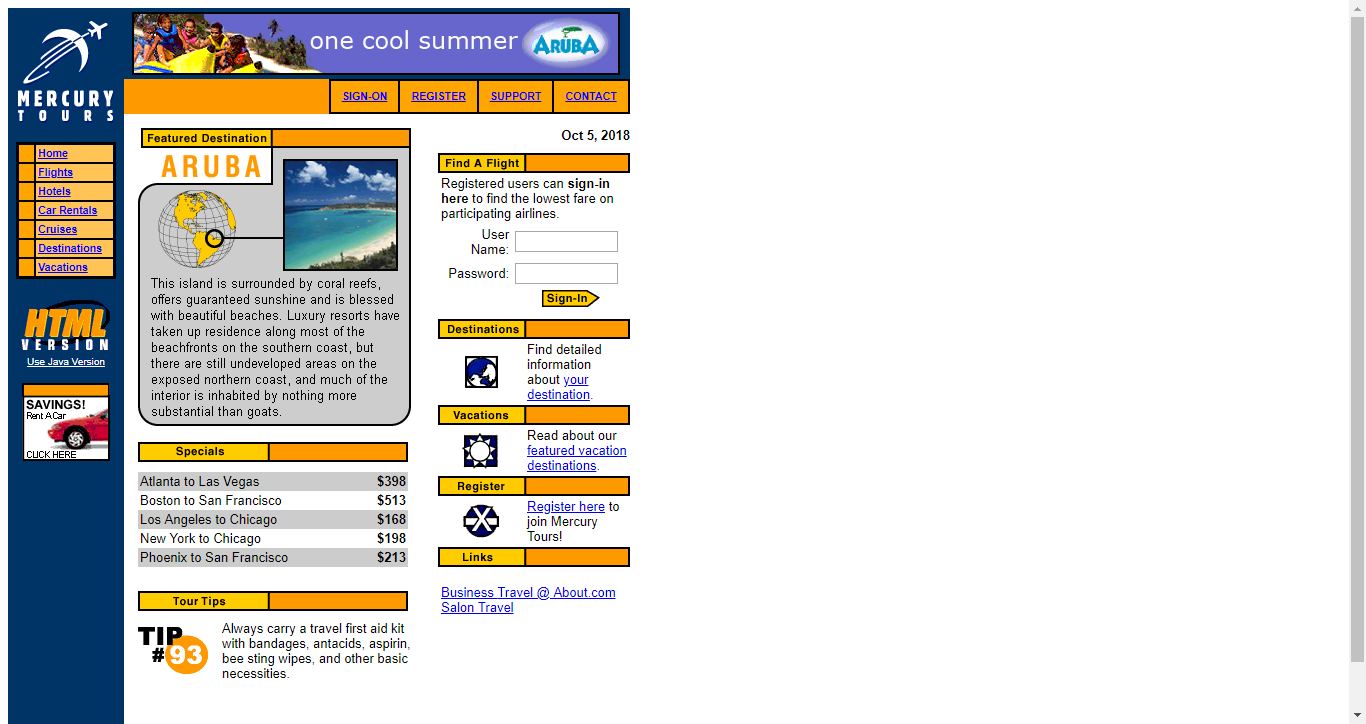 one cool summer ARUBA
MERCURY
TOURS
SIGN-ON REGISTER SUPPORT CONTACT
Home
Flights
Hotels
Car Rentals
Cruises
Destinations
Vacations
HTML
VERSION
Use Java Version
SAVINGS!
Rent A Car
CLICK HERE
Featured Destination
ARUBA
This island is surrounded by coral reefs,
offers guaranteed sunshine and is blessed
with beautiful beaches. Luxury resorts have
taken up residence along most of the
beachfronts on the southern coast, but
there are still undeveloped areas on the
exposed northern coast, and much of the
interior is inhabited by nothing more
substantial than goats.
Specials
Atlanta to Las Vegas $398
Boston to San Francisco $513
Los Angeles to Chicago $168
New York to Chicago $198
Phoenix to San Francisco $213
Tour Tips
TIP
#93
Always carry a travel first aid kit
with bandages, antacids, aspirin,
bee sting wipes, and other basic
necessities.
Oct 5, 2018
Find A Flight
Registered users can sign-in
here to find the lowest fare on
participating airlines.
User
Name:
Password:
Sign-In
Destinations
Find detailed
information
about your
destination.
Vacations
Read about our
featured vacation
destinations.
Register
Register here to
join Mercury
Tours!
Links
Business Travel @ About.com
Salon Travel